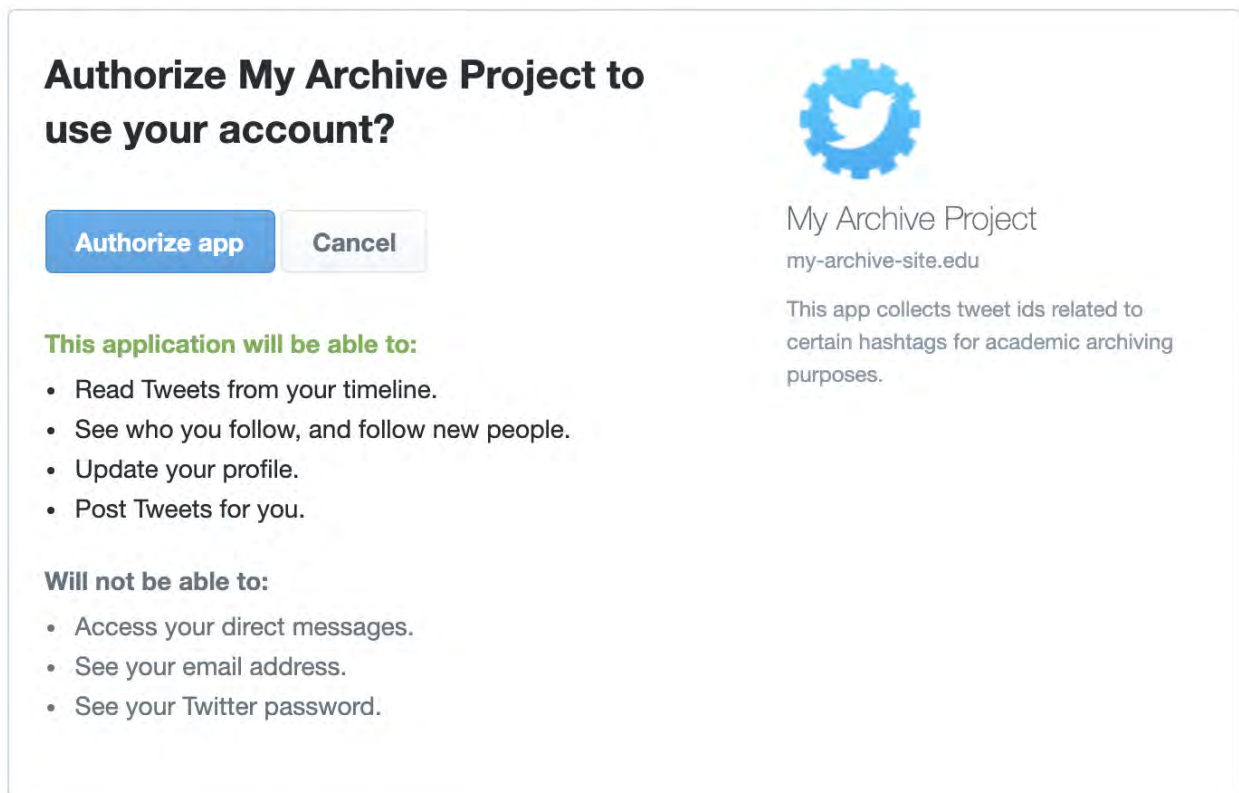 Authorize My Archive Project to
use your account?
Authorize app
Cancel
This application will be able to:
• Read Tweets from your timeline.
• See who you follow, and follow new people.
• Update your profile.
• Post Tweets for you.
Will not be able to:
• Access your direct messages.
• See your email address.
• See your Twitter password.
My Archive Project
my-archive-site.edu
This app collects tweet ids related to
certain hashtags for academic archiving
purposes.